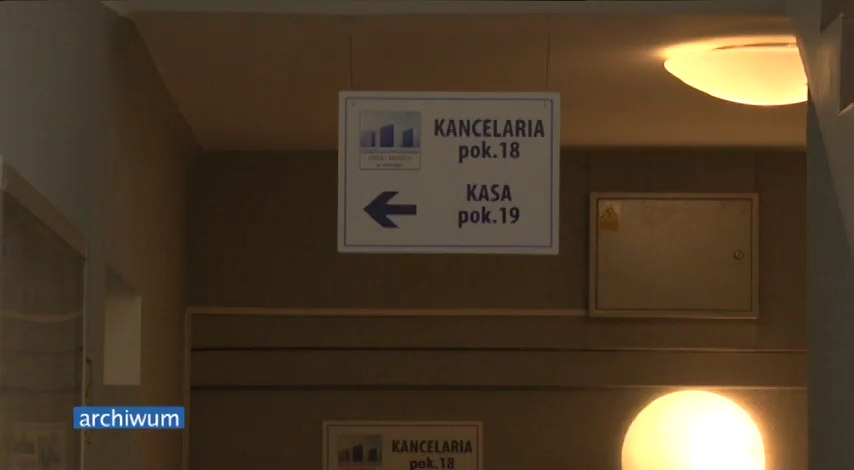 KANCELARIA
pok.18
KASA
pok.19
archiwum
KANCELARIA
pok.18